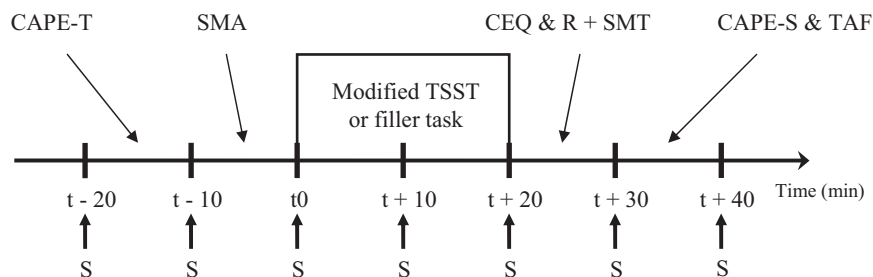 CAPE-T SMA CEQ & R + SMT CAPE-S & TAF
Modified TSST
or filler task
t - 20 t - 10 t0 t + 10 t + 20 t + 30 t + 40 Time (min)
S S S S S S S